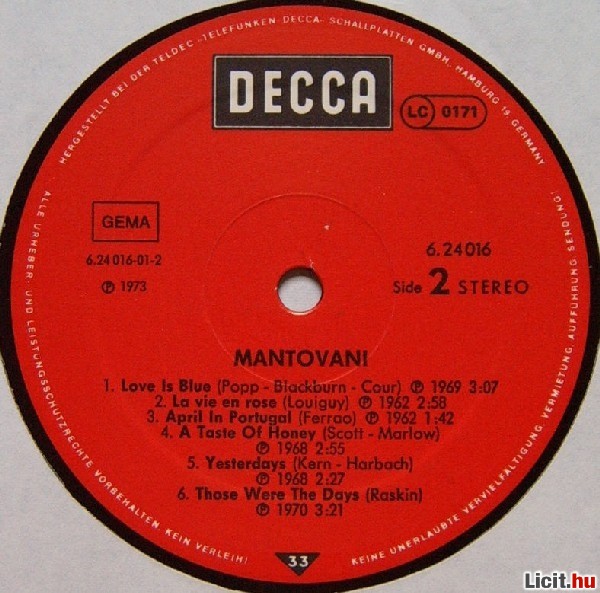 HERGESTELLT BEI DER TELDEC »TELEFUNKEN-DECCA« SCHALLPLATTEN GMBH, HAMBURG 19 GERMANY
DECCA
LC 0171
GEMA
6.24016-01-2
℗ 1973
6.24016
Side 2 STEREO
MANTOVANI
1. Love Is Blue (Popp - Blackburn - Cour) ℗ 1969 3:07
2. La vie en rose (Louiguy) ℗ 1962 2:58
3. April In Portugal (Ferrao) ℗ 1962 1:42
4. A Taste Of Honey (Scott - Marlow)
℗ 1968 2:55
5. Yesterdays (Kern - Harbach)
℗ 1968 2:27
6. Those Were The Days (Raskin)
℗ 1970 3:21
33
ALLE URHEBER- UND LEISTUNGSSCHUTZRECHTE VORBEHALTEN. KEIN VERLEIH!
KEINE UNERLAUBTE VERVIELFÄLTIGUNG, VERMIETUNG, AUFFÜHRUNG, SENDUNG!
Licit.hu